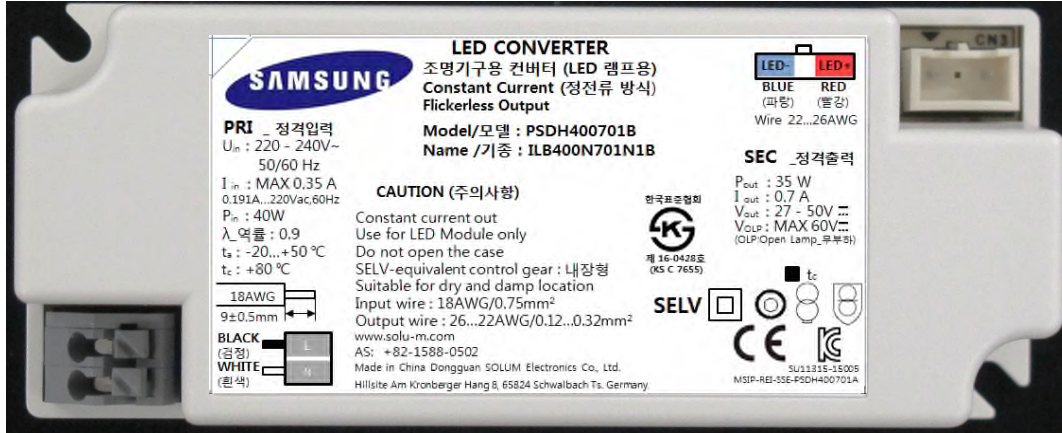 SAMSUNG
LED CONVERTER
조명기구용 컨버터 (LED 램프용)
Constant Current (정전류 방식)
Flickerless Output
Model/모델 : PSDH400701B
Name /기종 : ILB400N701N1B
LED- LED+
BLUE RED
(파랑) (빨강)
Wire 22...26AWG
CN3
PRI _ 정격입력
Uin : 220 - 240V~
50/60 Hz
I in : MAX 0.35 A
0.191A...220Vac,60Hz
Pin : 40W
λ_역률 : 0.9
ta : -20...+50 ℃
tc : +80 ℃
18AWG
9±0.5mm
BLACK
(검정)
WHITE
(흰색)
L
N
CAUTION (주의사항)
Constant current out
Use for LED Module only
Do not open the case
SELV-equivalent control gear : 내장형
Suitable for dry and damp location
Input wire : 18AWG/0.75mm²
Output wire : 26...22AWG/0.12...0.32mm²
www.solu-m.com
AS: +82-1588-0502
Made in China Dongguan SOLUM Electronics Co., Ltd.
Hillsite Am Kronberger Hang 8, 65824 Schwalbach Ts. Germany
한국표준협회
제 16-0428호
(KS C 7655)
SEC _정격출력
Pout : 35 W
I out : 0.7 A
Vout : 27 - 50V
VOLP : MAX 60V
(OLP:Open Lamp_무부하)
tc
SELV
CE
SU11315-15005
MSIP-REI-SSE-PSDH400701A